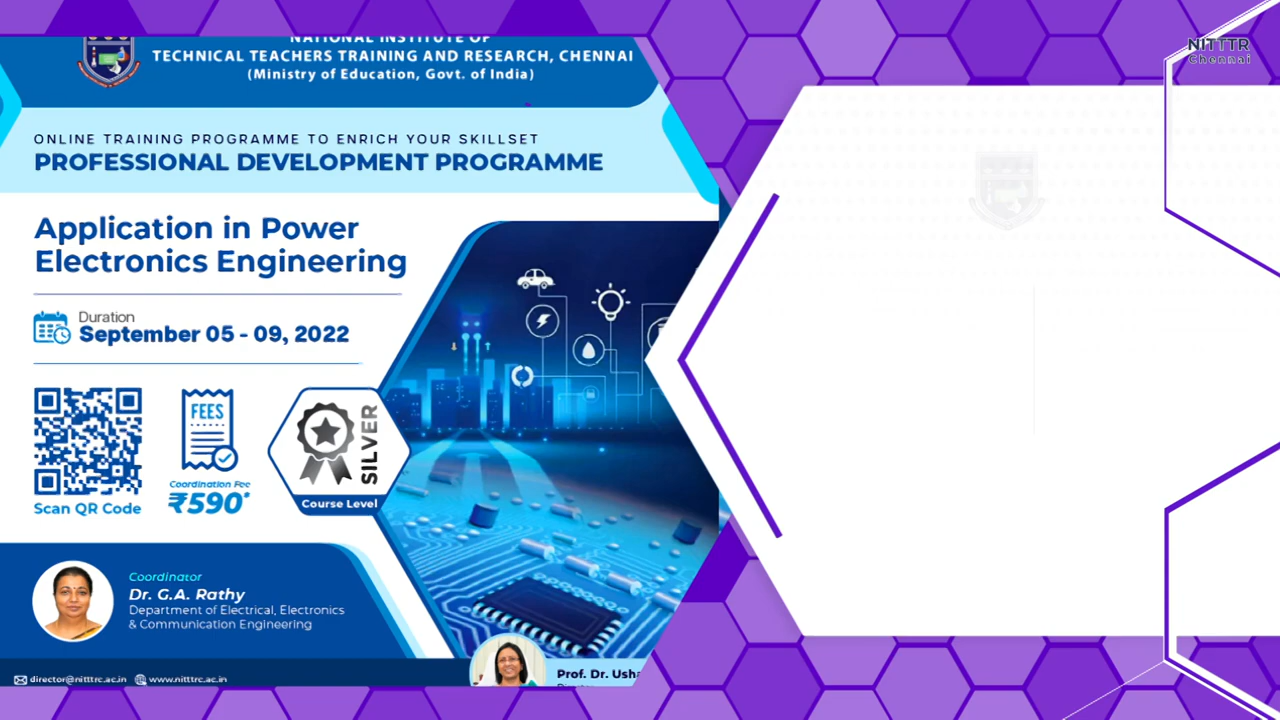 NATIONAL INSTITUTE OF
TECHNICAL TEACHERS TRAINING AND RESEARCH, CHENNAI
(Ministry of Education, Govt. of India)
ONLINE TRAINING PROGRAMME TO ENRICH YOUR SKILLSET
PROFESSIONAL DEVELOPMENT PROGRAMME
Application in Power
Electronics Engineering
Duration
September 05 - 09, 2022
FEES
SILVER
Coordination Fee
₹590*
Course Level
Scan QR Code
Coordinator
Dr. G.A. Rathy
Department of Electrical, Electronics
& Communication Engineering
Prof. Dr. Usha
director@nitttrc.ac.in www.nitttrc.ac.in
NITTTR
Chennai